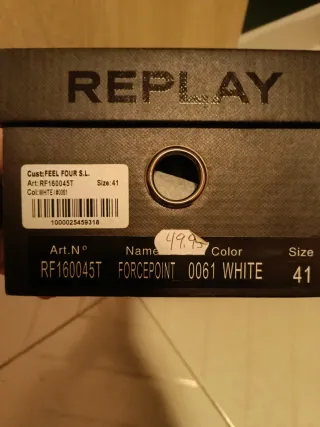 REPLAY
Cust:FEEL FOUR S.L.
Art:RF160045T Size: 41
Col:WHITE/#0061
1000025459318
49.95
Art.Nº Name Color Size
RF160045T FORCEPOINT 0061 WHITE 41